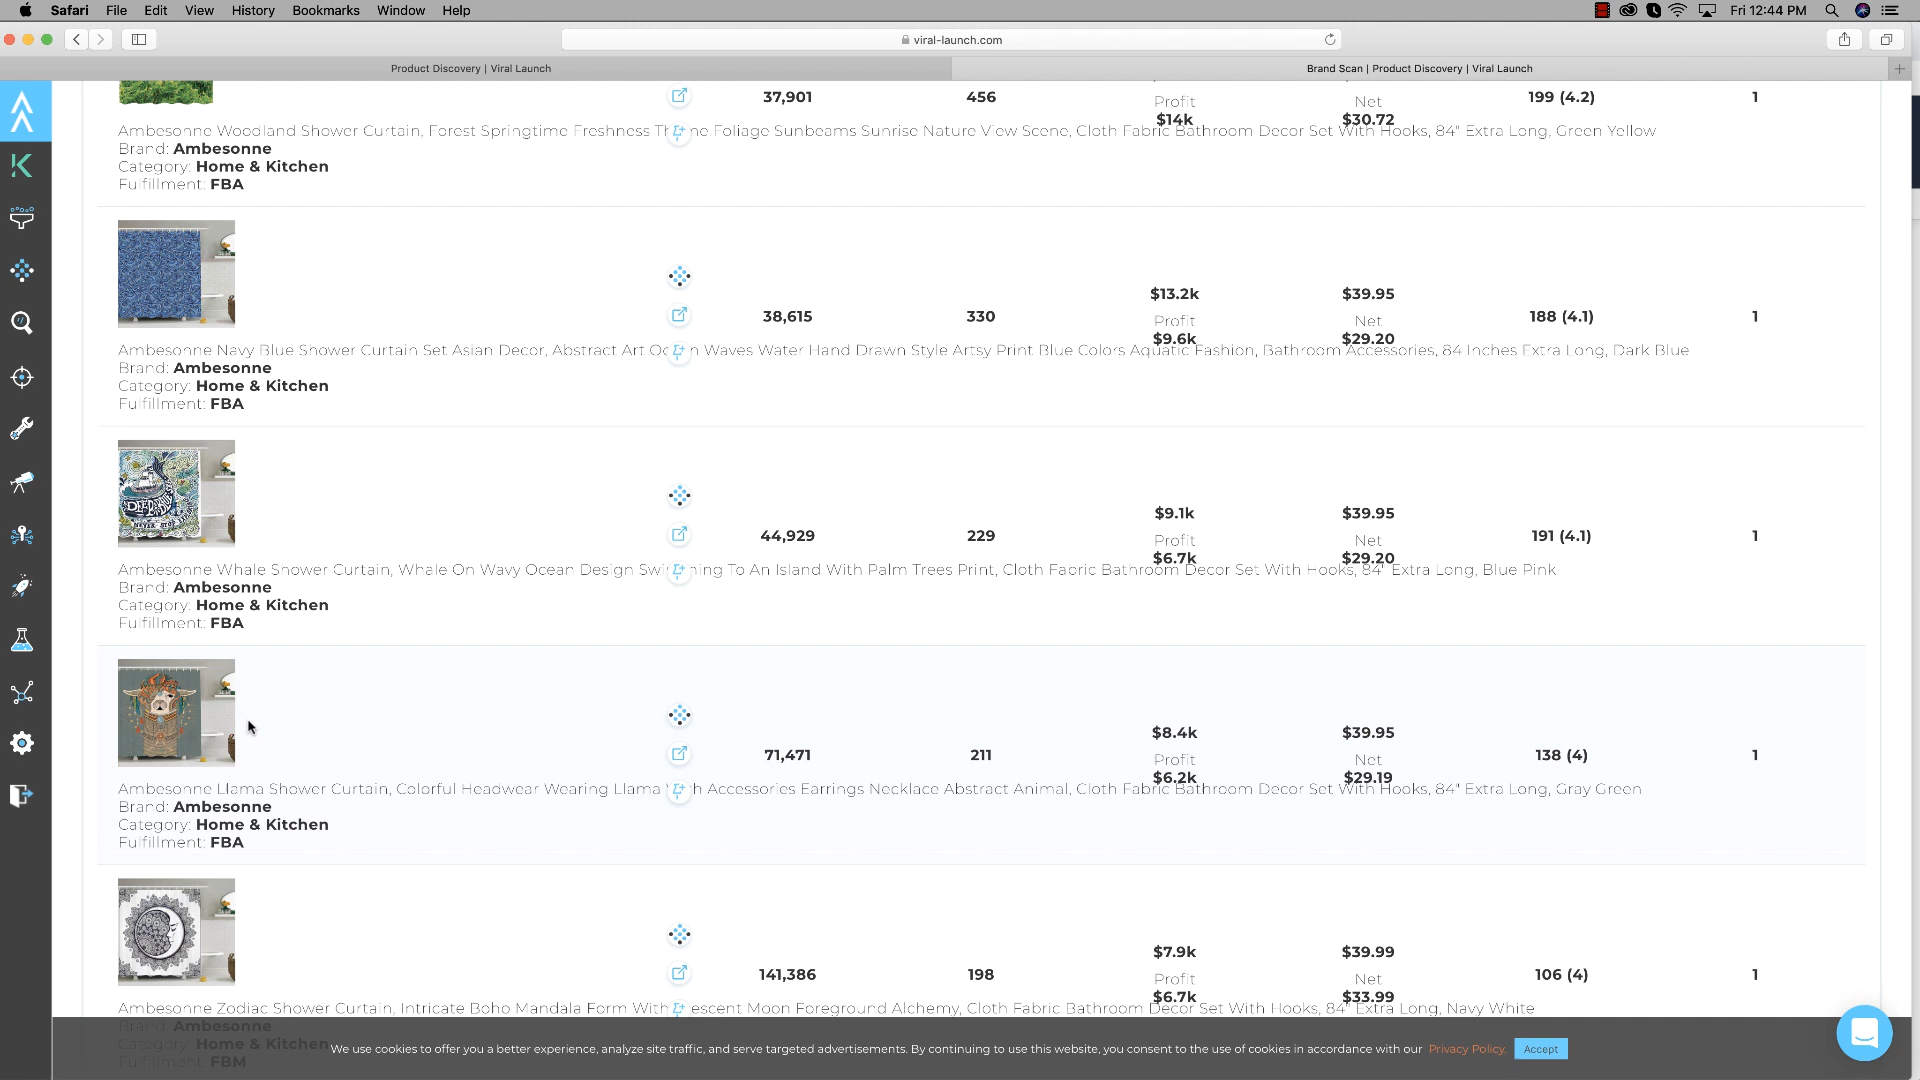 Safari File Edit View History Bookmarks Window Help Fri 12:44 PM
viral-launch.com
Product Discovery | Viral Launch Brand Scan | Product Discovery | Viral Launch
37,901 456 Profit $14k Net $30.72 199 (4.2) 1
Ambesonne Woodland Shower Curtain, Forest Springtime Freshness Foliage Sunbeams Sunrise Nature View Scene, Cloth Fabric Bathroom Decor Set With Hooks, 84" Extra Long, Green Yellow
Brand: Ambesonne
Category: Home & Kitchen
Fulfillment: FBA
$13.2k $39.95
38,615 330 Profit Net 188 (4.1) 1
$9.6k $29.20
Ambesonne Navy Blue Shower Curtain Set Asian Decor, Abstract Art Waves Water Hand Drawn Style Artsy Print Blue Colors Aquatic Fashion, Bathroom Accessories, 84 Inches Extra Long, Dark Blue
Brand: Ambesonne
Category: Home & Kitchen
Fulfillment: FBA
$9.1k $39.95
44,929 229 Profit Net 191 (4.1) 1
$6.7k $29.20
Ambesonne Whale Shower Curtain, Whale On Wavy Ocean Design To An Island With Palm Trees Print, Cloth Fabric Bathroom Decor Set With Hooks, 84" Extra Long, Blue Pink
Brand: Ambesonne
Category: Home & Kitchen
Fulfillment: FBA
$8.4k $39.95
71,471 211 Profit Net 138 (4) 1
$6.2k $29.19
Ambesonne Llama Shower Curtain, Colorful Headwear Wearing Llama Accessories Earrings Necklace Abstract Animal, Cloth Fabric Bathroom Decor Set With Hooks, 84" Extra Long, Gray Green
Brand: Ambesonne
Category: Home & Kitchen
Fulfillment: FBA
$7.9k $39.99
141,386 198 Profit Net 106 (4) 1
$6.7k $33.99
Ambesonne Zodiac Shower Curtain, Intricate Boho Mandala Form With Moon Foreground Alchemy, Cloth Fabric Bathroom Decor Set With Hooks, 84" Extra Long, Navy White
Brand: Ambesonne
Category: Home & Kitchen
Fulfillment: FBM
We use cookies to offer you a better experience, analyze site traffic, and serve targeted advertisements. By continuing to use this website, you consent to the use of cookies in accordance with our Privacy Policy. Accept